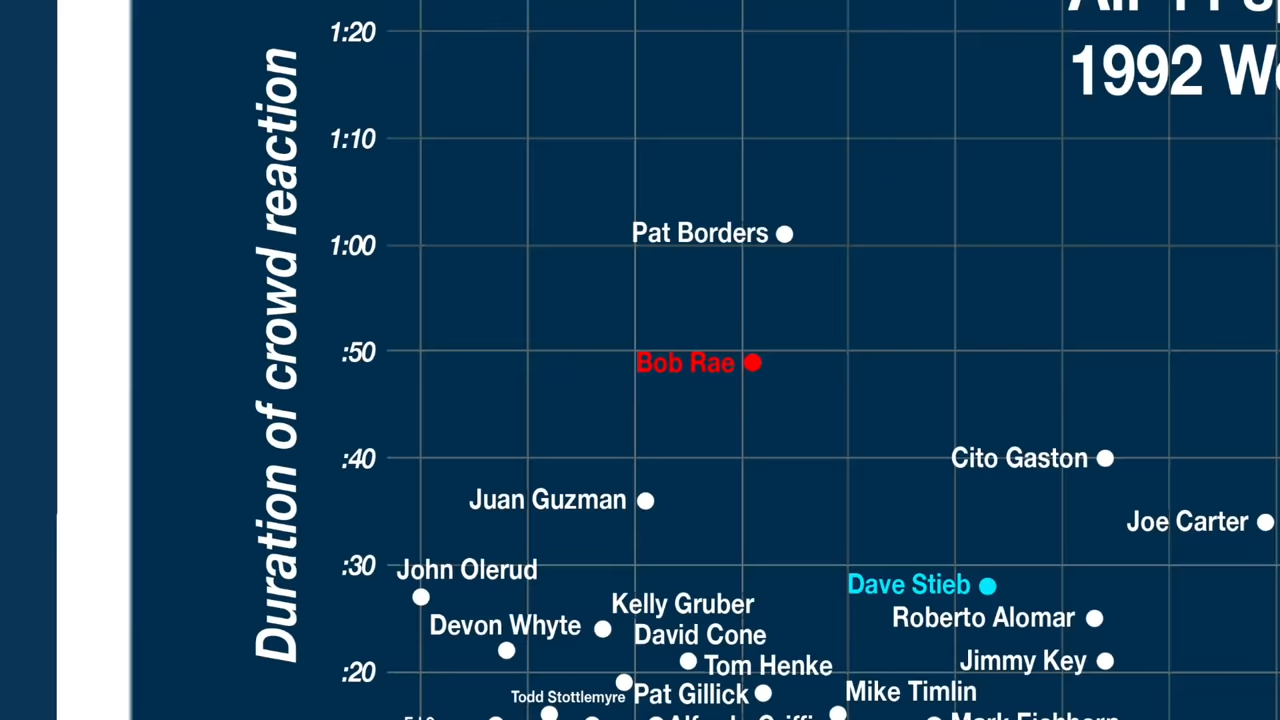 1:20
1992
1:10
Duration of crowd reaction
Pat Borders
1:00
:50
Bob Rae
:40
Cito Gaston
Juan Guzman
Joe Carter
:30
John Olerud
Dave Stieb
Kelly Gruber
Roberto Alomar
Devon Whyte
David Cone
Jimmy Key
Tom Henke
:20
Todd Stottlemyre
Pat Gillick
Mike Timlin
Mark Eichhorn